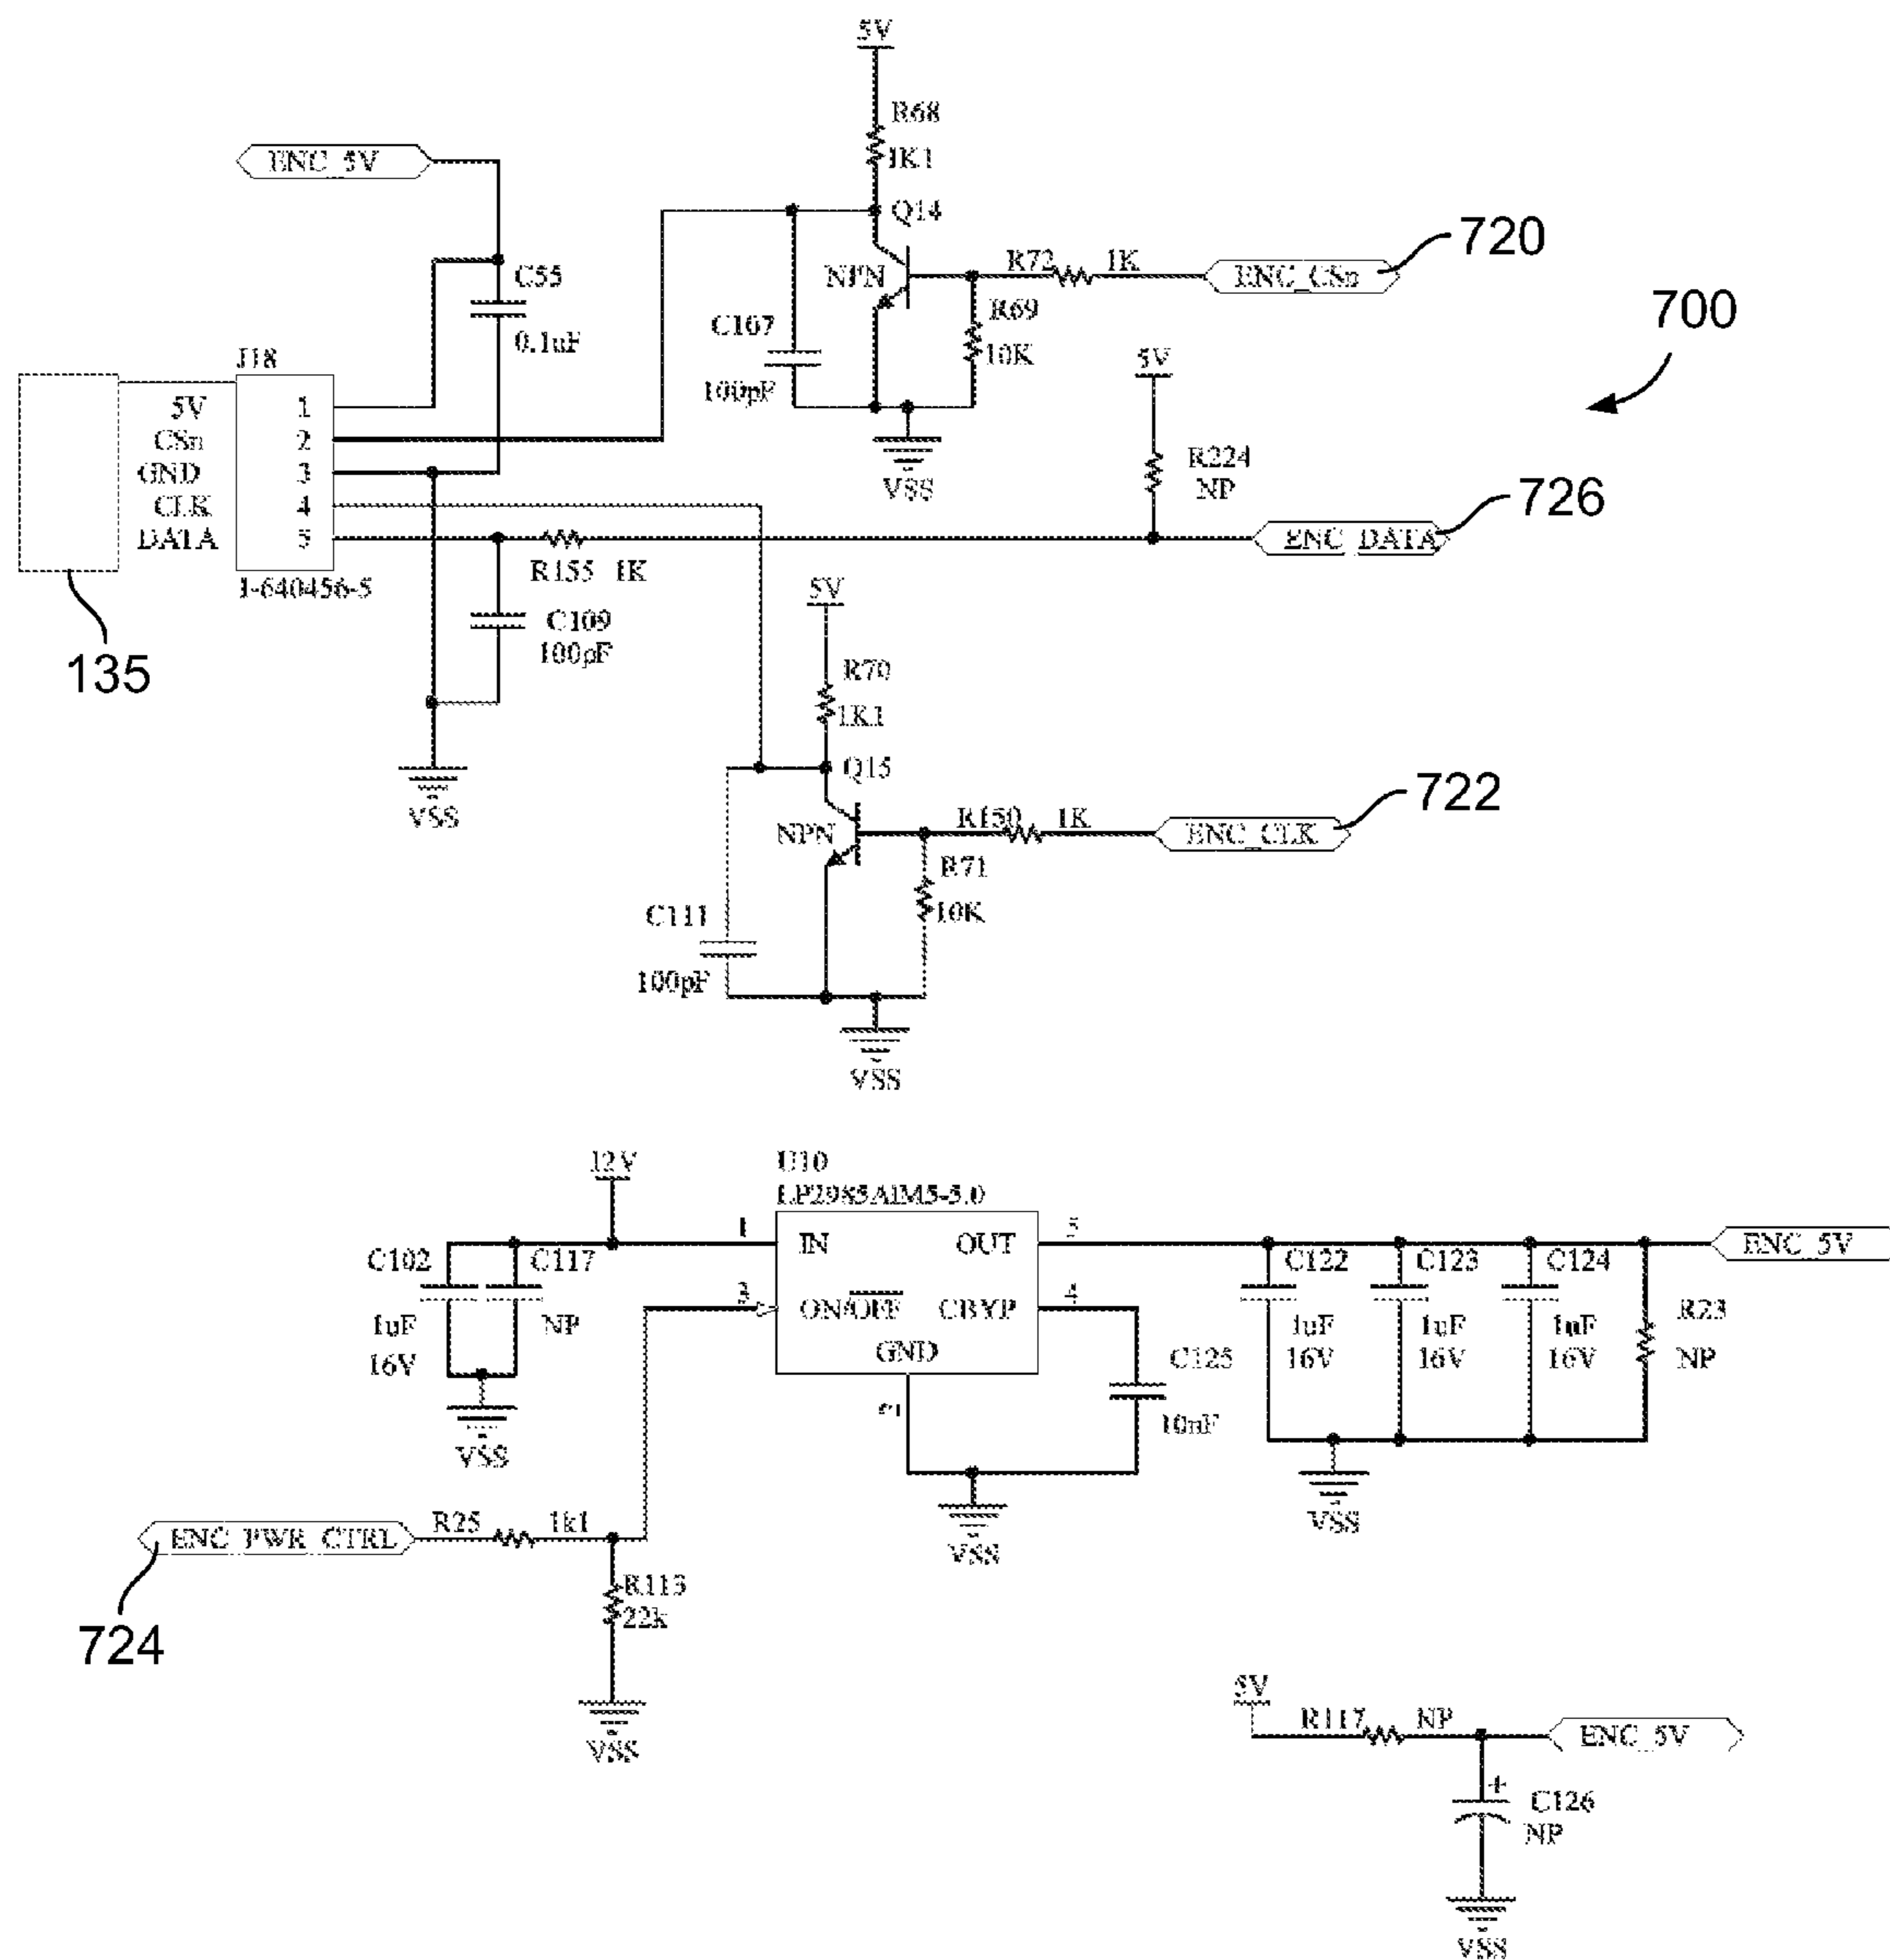 5V
R68
1K1
ENC_5V
Q14
720
C55
NPN
R72 1K
ENC_CSn
700
0.1uF
C107
R69
10K
100pF
5V
J18
5V 1
CSn 2
GND 3
CLK 4
DATA 5
VSS
R224
NP
726
ENC_DATA
R155 1K
1-640456-5
C109
100pF
135
5V
R70
1K1
Q15
722
VSS
NPN
R150 1K
ENC_CLK
R71
10K
C111
100pF
VSS
12V
U10
LP2985AIM5-5.0
1 IN OUT 5
C102 C117
C122 C123 C124
ENC_5V
3 ON/OFF CBYP 4
1uF NP
16V
1uF 1uF 1uF
16V 16V 16V
R23
NP
GND
2
C125
10nF
VSS
VSS
VSS
ENC_PWR_CTRL R25 1k1
R113
22k
724
VSS
5V
R117 NP
ENC_5V
+
C126
NP
VSS